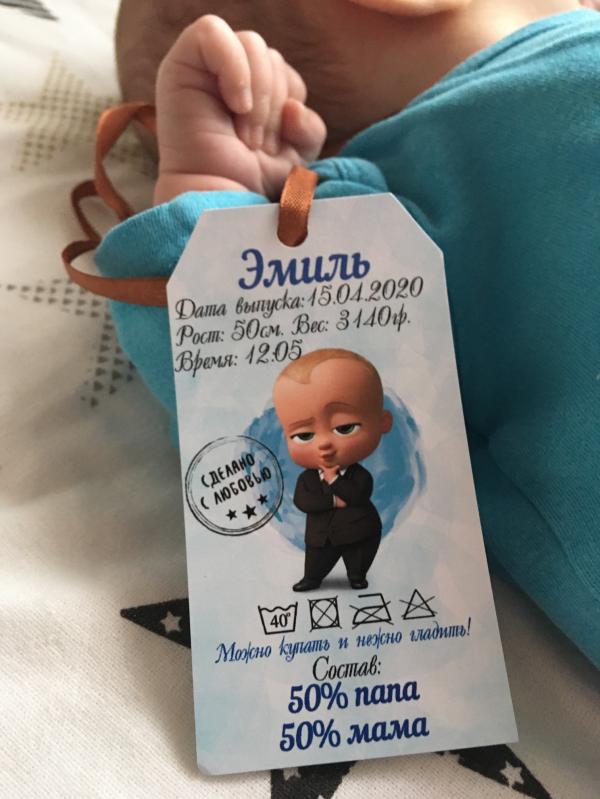 Эмиль
Дата выпуска: 15.01.2020
Рост: 50см. Вес: 3140гр.
Время: 12:05
СДЕЛАНО
С ЛЮБОВЬЮ
40°
Можно купать и нежно гладить!
Состав:
50% папа
50% мама